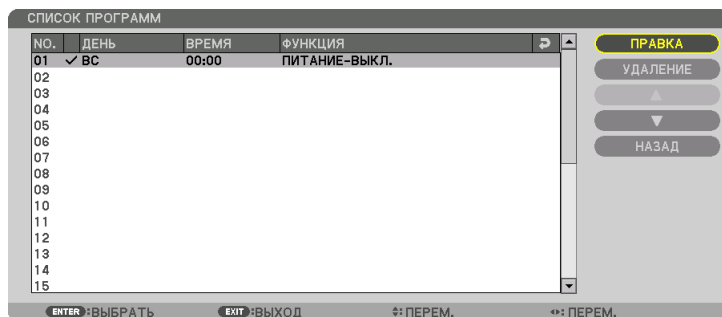 СПИСОК ПРОГРАММ
NO. ДЕНЬ ВРЕМЯ ФУНКЦИЯ
01 ✓ ВС 00:00 ПИТАНИЕ-ВЫКЛ.
02
03
04
05
06
07
08
09
10
11
12
13
14
15
ПРАВКА
УДАЛЕНИЕ
▲
▼
НАЗАД
ENTER :ВЫБРАТЬ EXIT :ВЫХОД :ПЕРЕМ. :ПЕРЕМ.